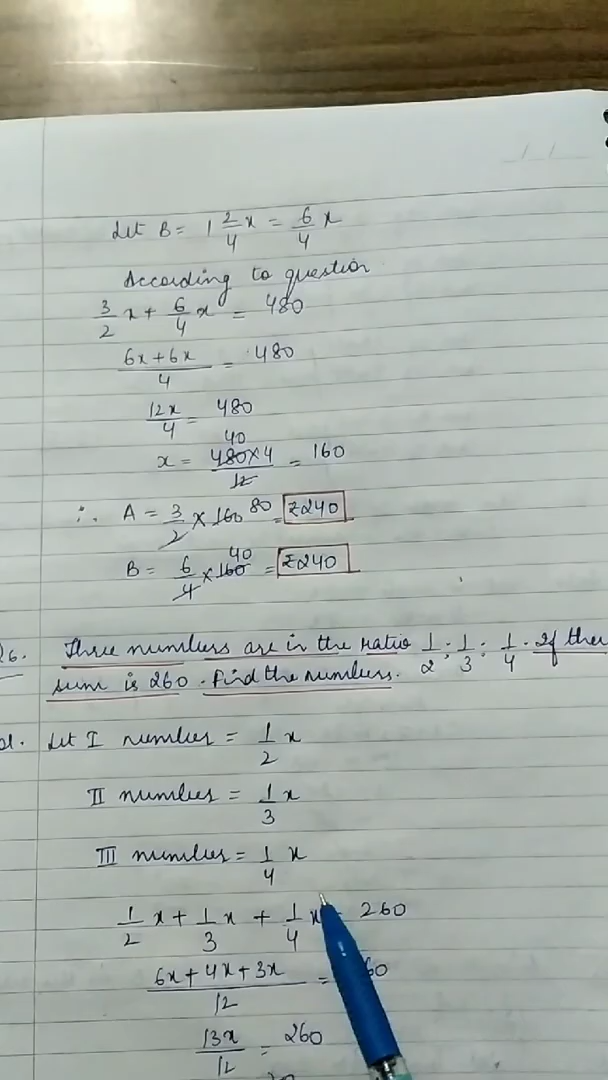 Let B = 1 2/4 x = 6/4 x
According to question
3/2 x + 6/4 x = 480
6x + 6x / 4 = 480
12x / 4 = 480
40
x = 480×4 / 12 = 160
∴ A = 3/2 × 160 80 = ₹240
B = 6/4 × 160 40 = ₹240
26. Three numbers are in the ratio 1/2 : 1/3 : 1/4 . If their
sum is 260. Find the numbers.
Let I number = 1/2 x
II number = 1/3 x
III number = 1/4 x
1/2 x + 1/3 x + 1/4 x 260
6x + 4x + 3x / 12 = 60
13x / 12 = 260